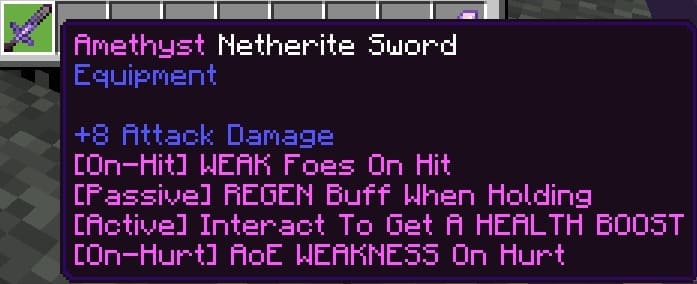 Amethyst Netherite Sword
Equipment
+8 Attack Damage
[On-Hit] WEAK Foes On Hit
[Passive] REGEN Buff When Holding
[Active] Interact To Get A HEALTH BOOST
[On-Hurt] AoE WEAKNESS On Hurt